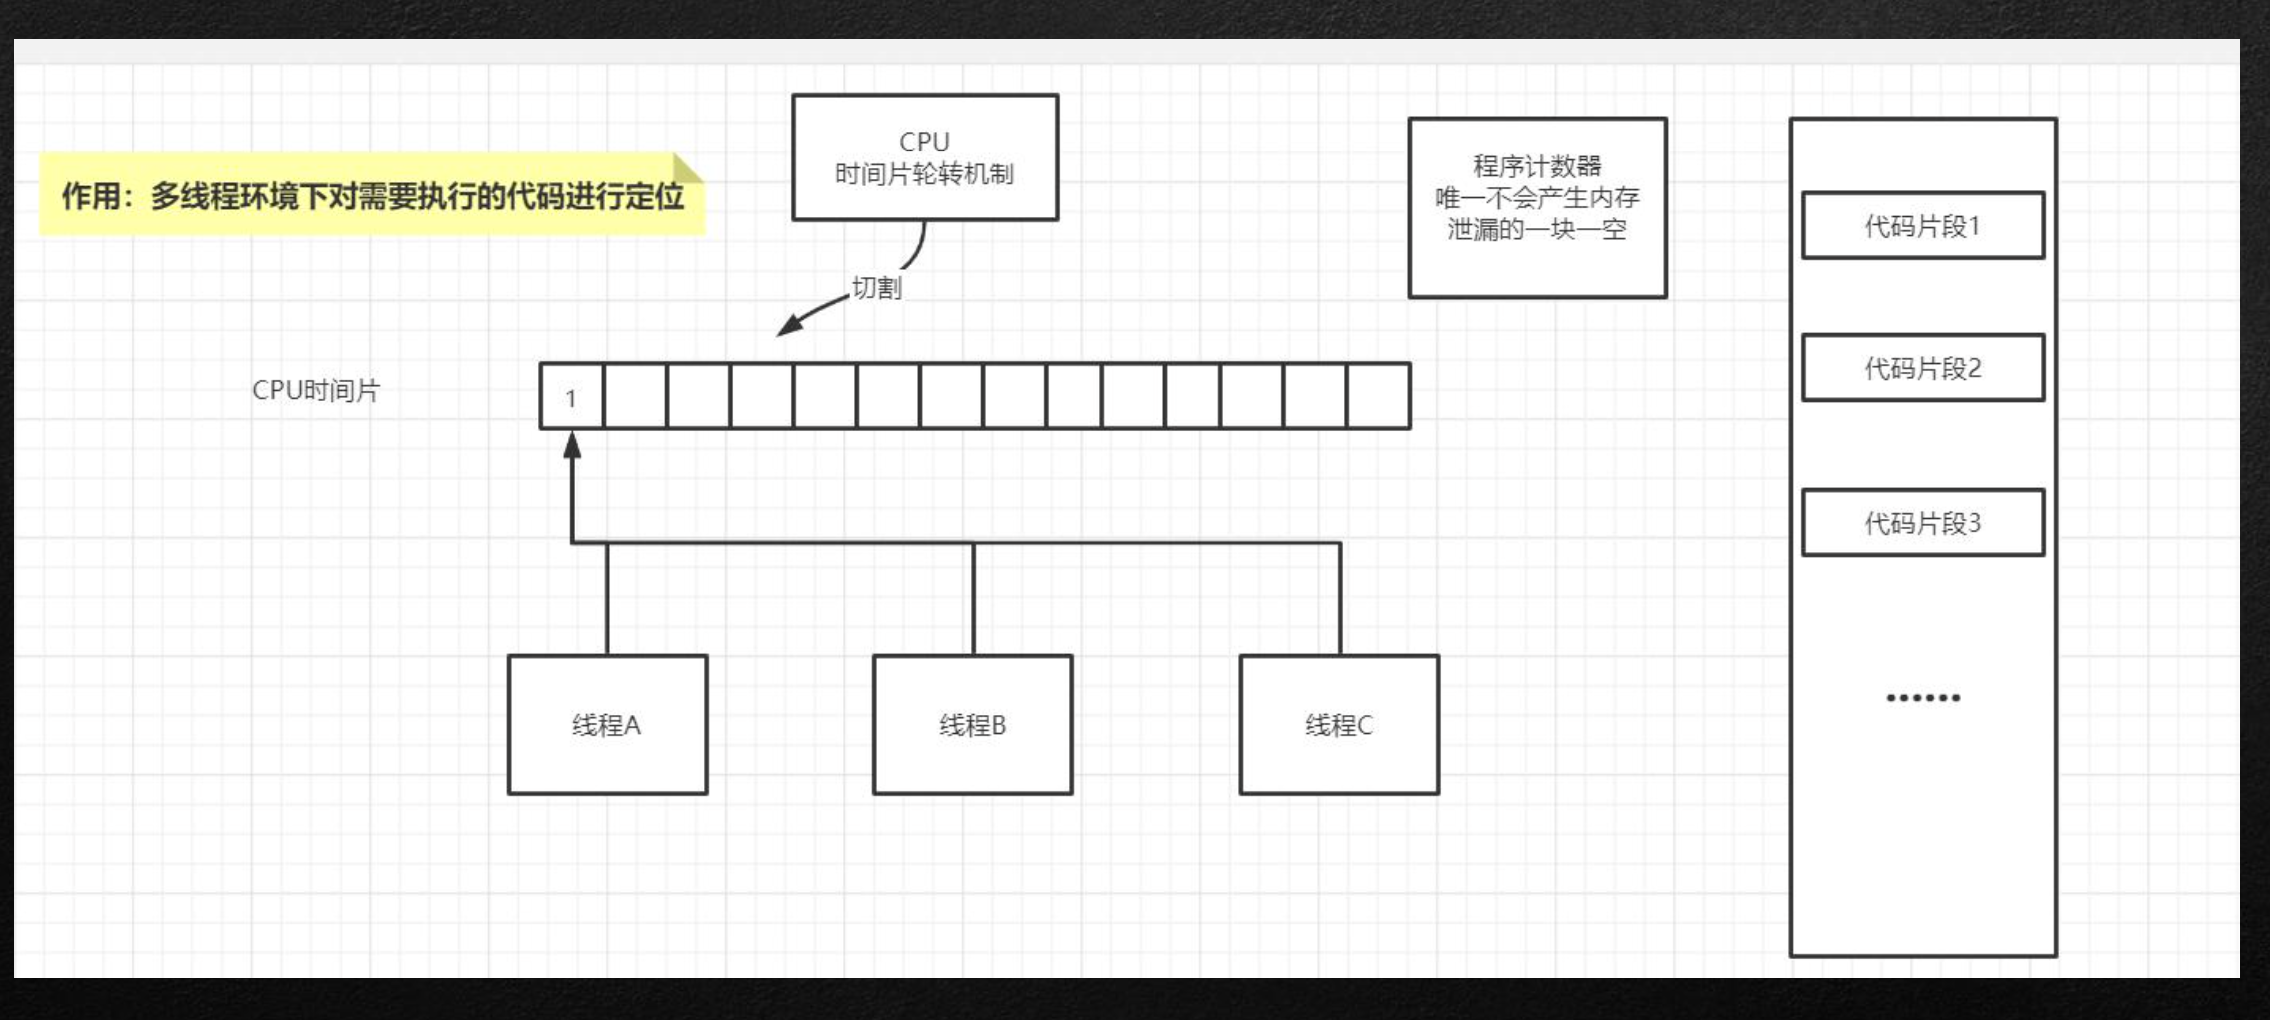 作用：多线程环境下对需要执行的代码进行定位
CPU
时间片轮转机制
切割
程序计数器
唯一不会产生内存
泄漏的一块一空
CPU时间片
1
线程A
线程B
线程C
代码片段1
代码片段2
代码片段3
......